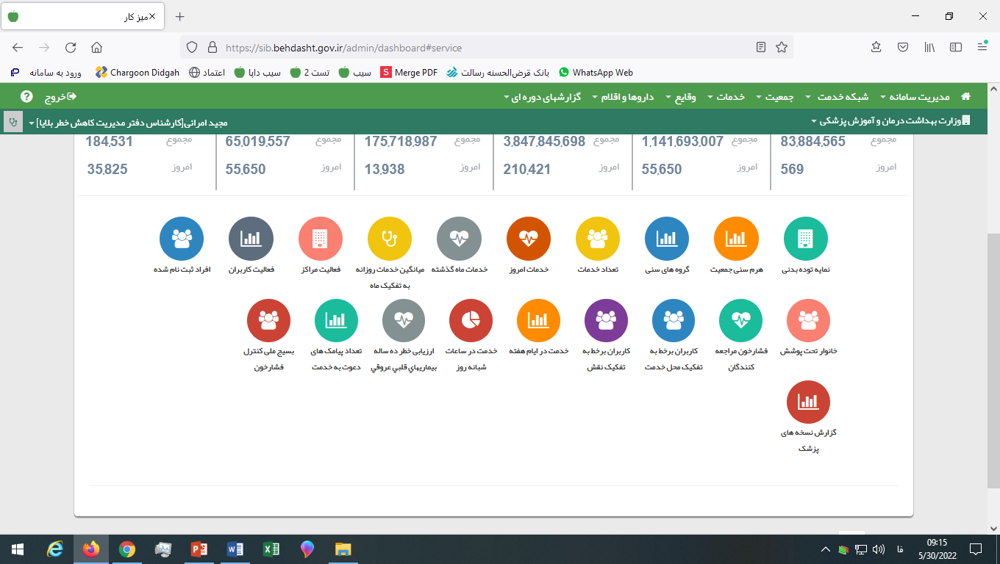 میز کار
https://sib.behdasht.gov.ir/admin/dashboard#service
ورود به سامانه Chargoon Didgah اعتماد سیب دایا تست 2 سیب Merge PDF بانک قرض‌الحسنه رسالت WhatsApp Web
مدیریت سامانه شبکه خدمت جمعیت خدمات وقایع داروها و اقلام گزارشهای دوره ای خروج
وزارت بهداشت درمان و آموزش پزشکی مجید امرائی[کارشناس دفتر مدیریت کاهش خطر بلایا]
مجموع 83,884,565 مجموع 1,141,693,007 مجموع 3,847,845,698 مجموع 175,718,987 مجموع 65,019,557 مجموع 184,531
امروز 569 امروز 55,650 امروز 210,421 امروز 13,938 امروز 55,650 امروز 35,825
نمایه توده بدنی هرم سنی جمعیت گروه های سنی تعداد خدمات خدمات امروز خدمات ماه گذشته میانگین خدمات روزانه فعالیت مراکز فعالیت کاربران افراد ثبت نام شده
به تفکیک ماه
خانوار تحت پوشش فشارخون مراجعه کاربران برخط به کاربران برخط به خدمت در ایام هفته خدمت در ساعات ارزیابی خطر ده ساله تعداد پیامک های بسیج ملی کنترل
کنندگان تفکیک محل خدمت تفکیک نقش شبانه روز بیماریهاي قلبي عروقي دعوت به خدمت فشارخون
گزارش نسخه های
پزشک
فا
09:15
5/30/2022